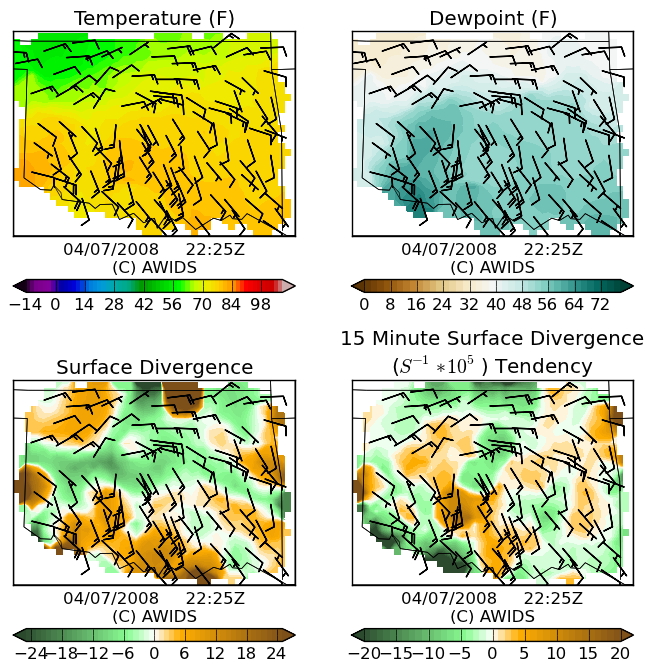 Temperature (F)
Dewpoint (F)
04/07/2008 22:25Z
(C) AWIDS
04/07/2008 22:25Z
(C) AWIDS
−14 0 14 28 42 56 70 84 98
0 8 16 24 32 40 48 56 64 72
15 Minute Surface Divergence
Surface Divergence
(S⁻¹ *10⁵ ) Tendency
04/07/2008 22:25Z
(C) AWIDS
04/07/2008 22:25Z
(C) AWIDS
−24 −18 −12 −6 0 6 12 18 24
−20 −15 −10 −5 0 5 10 15 20